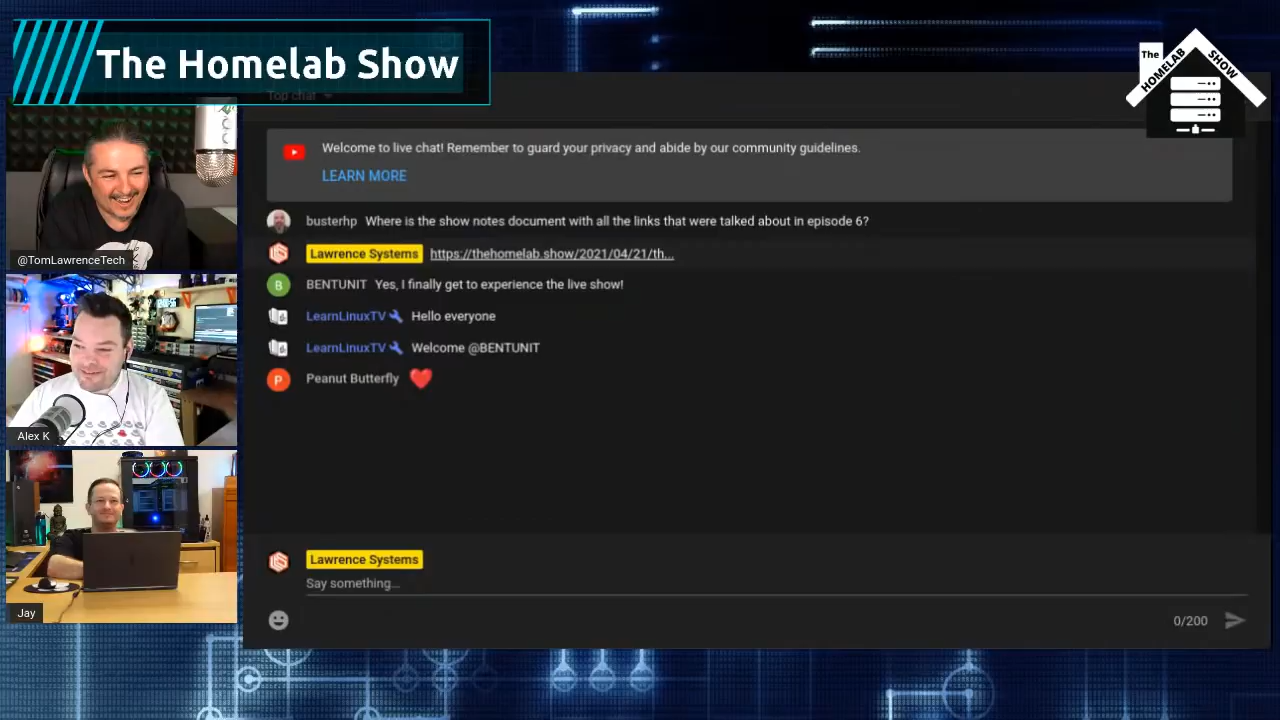 The Homelab Show
The
HOMELAB
SHOW
Top chat
Welcome to live chat! Remember to guard your privacy and abide by our community guidelines.
LEARN MORE
busterhp Where is the show notes document with all the links that were talked about in episode 6?
Lawrence Systems https://thehomelab.show/2021/04/21/th...
B BENTUNIT Yes, I finally get to experience the live show!
LearnLinuxTV Hello everyone
LearnLinuxTV Welcome @BENTUNIT
P Peanut Butterfly ❤️
@TomLawrenceTech
Alex K
Jay
Lawrence Systems
Say something...
0/200